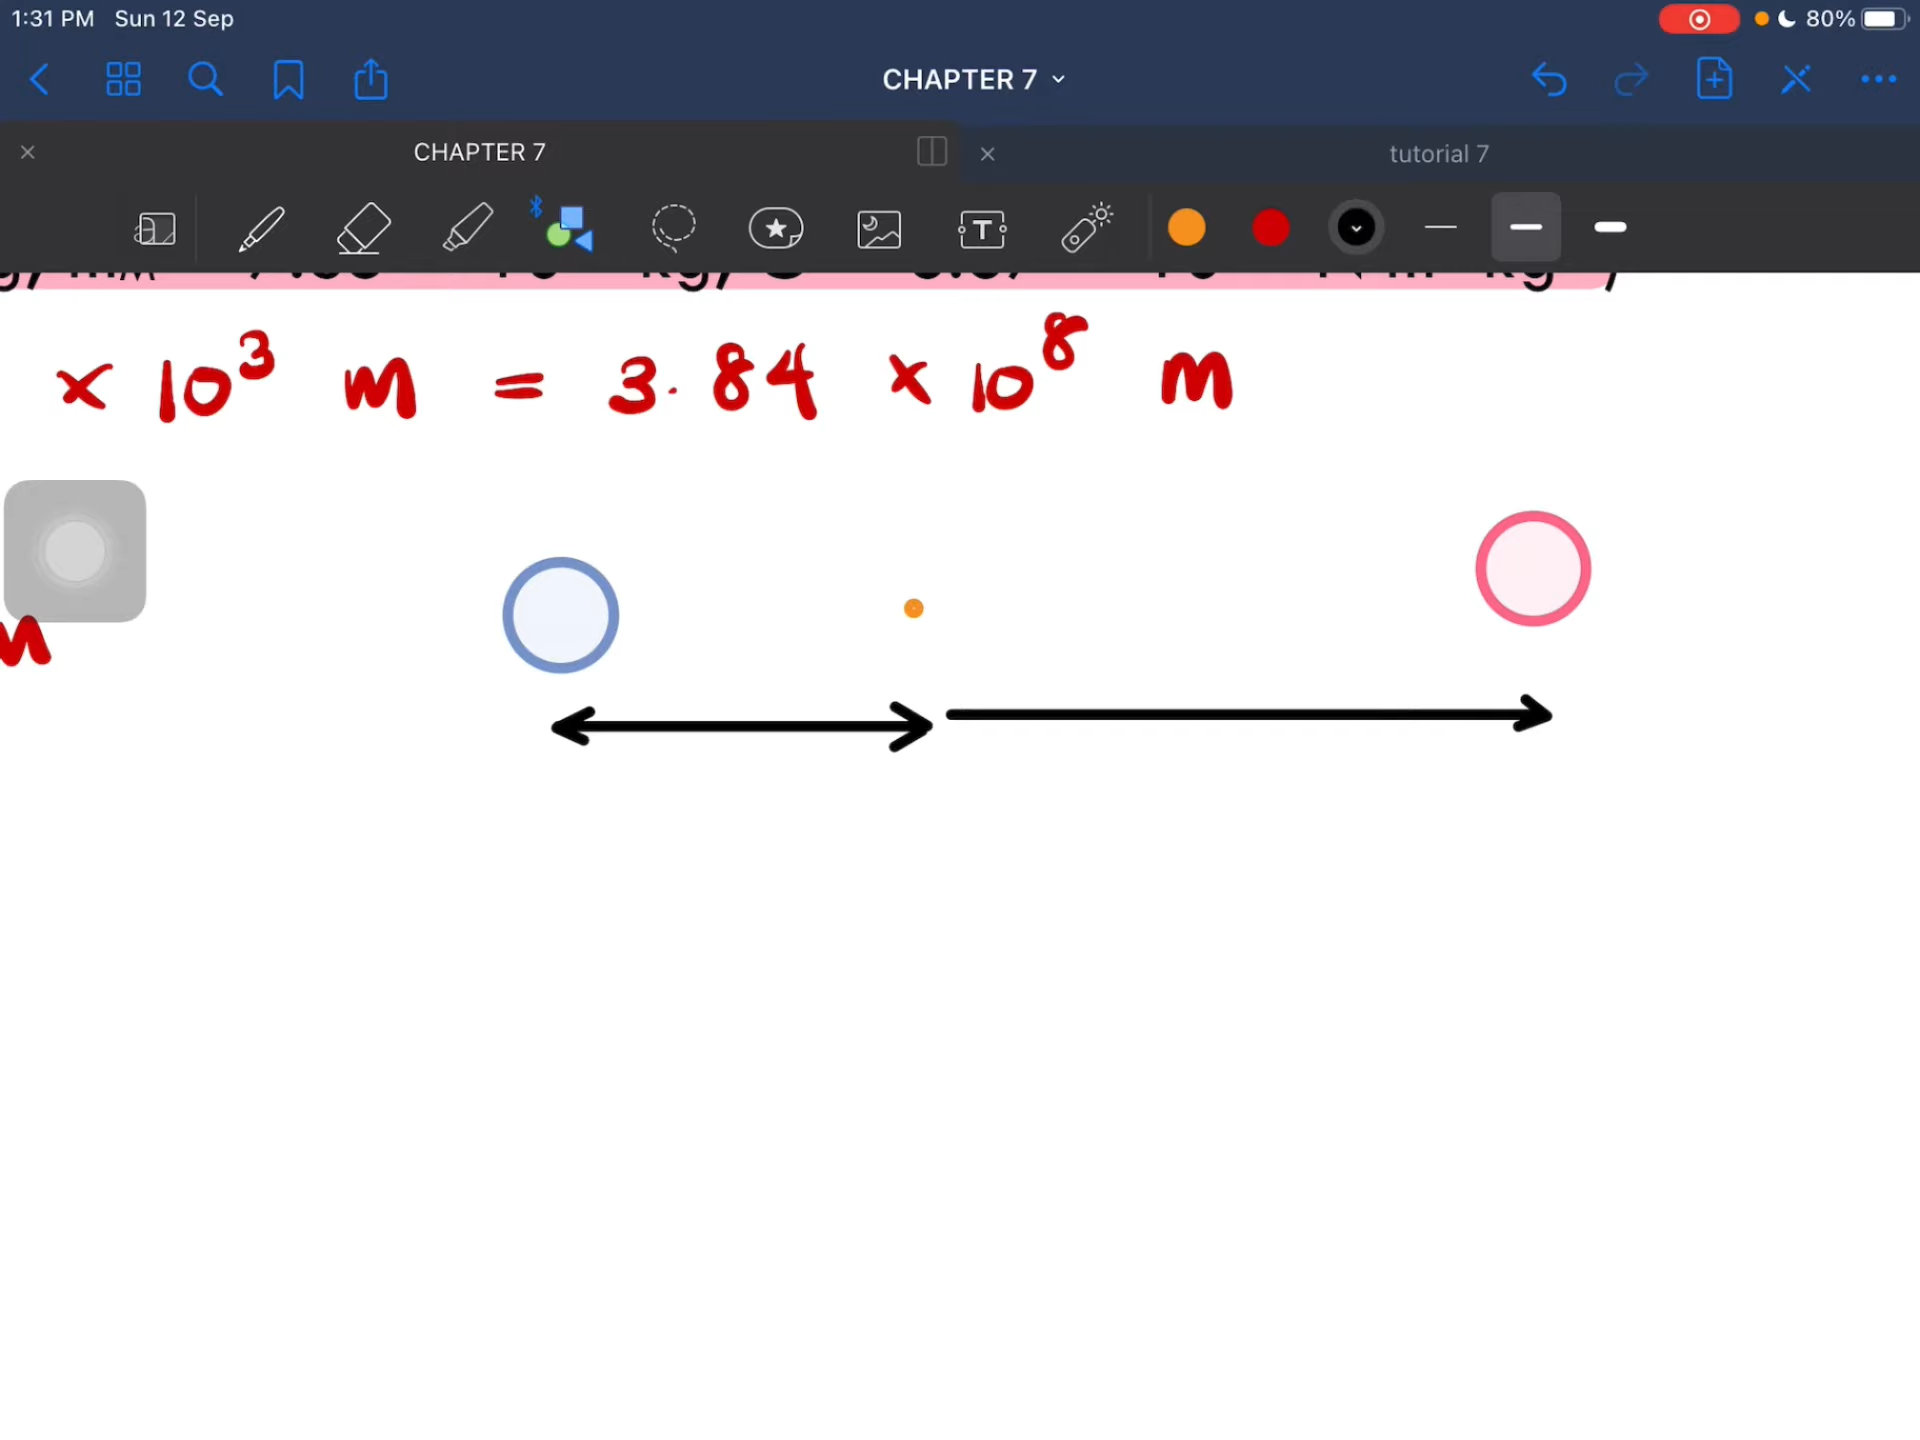 1:31 PM Sun 12 Sep 80%
CHAPTER 7
CHAPTER 7 tutorial 7
× 10³ m = 3.84 × 10⁸ m
m